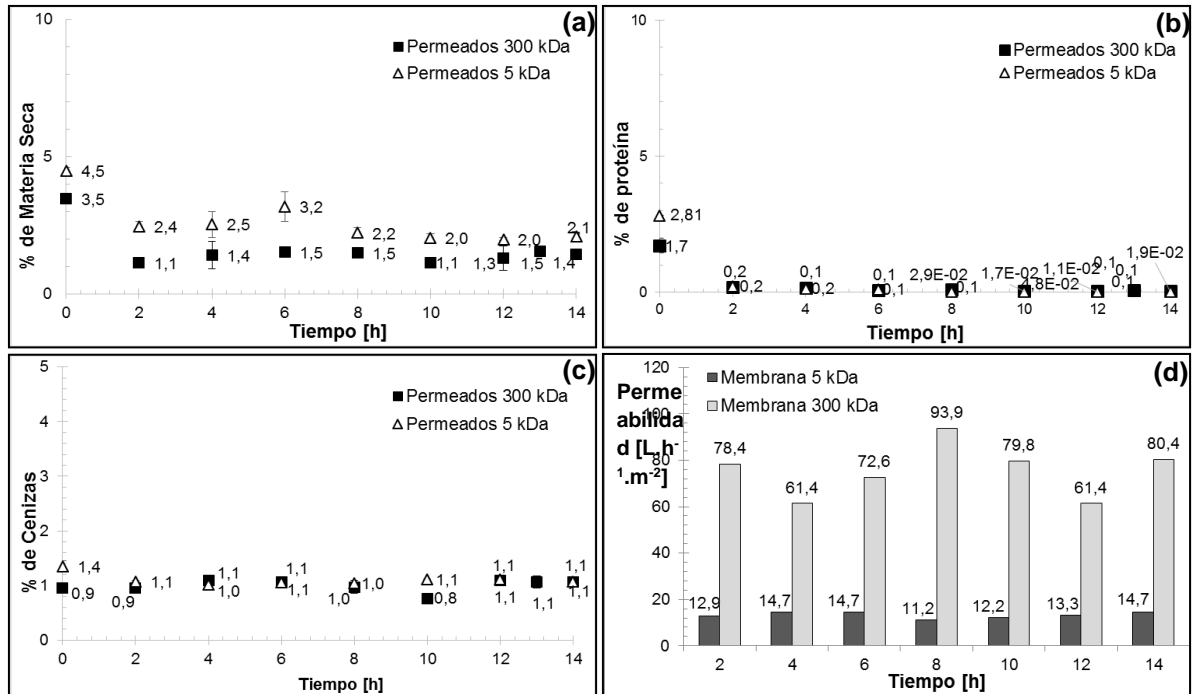 (a)
10
5
0
% de Materia Seca
Permeados 300 kDa
Permeados 5 kDa
4,5
3,5
2,4
1,1
2,5
1,4
3,2
1,5
2,2
1,5
2,0
1,1
2,0
1,3
1,5
2,1
1,4
0 2 4 6 8 10 12 14
Tiempo [h]
(b)
10
5
0
% de proteína
Permeados 300 kDa
Permeados 5 kDa
2,81
1,7
0,2
0,2
0,1
0,2
0,1
0,1
2,9E-02
0,1
1,7E-02
4,8E-02
1,1E-02
0,1
0,1
0,1
1,9E-02
0 2 4 6 8 10 12 14
Tiempo [h]
(c)
5
4
3
2
1
0
% de Cenizas
Permeados 300 kDa
Permeados 5 kDa
1,4
0,9
1,1
0,9
1,1
1,0
1,1
1,1
1,0
1,0
1,1
0,8
1,1
1,1
1,1
1,1
1,1
0 2 4 6 8 10 12 14
Tiempo [h]
(d)
120
100
80
60
40
20
0
Perme
abilida
d [L.h-
1.m-2]
Membrana 5 kDa
Membrana 300 kDa
12,9
78,4
14,7
61,4
14,7
72,6
11,2
93,9
12,2
79,8
13,3
61,4
14,7
80,4
2 4 6 8 10 12 14
Tiempo [h]